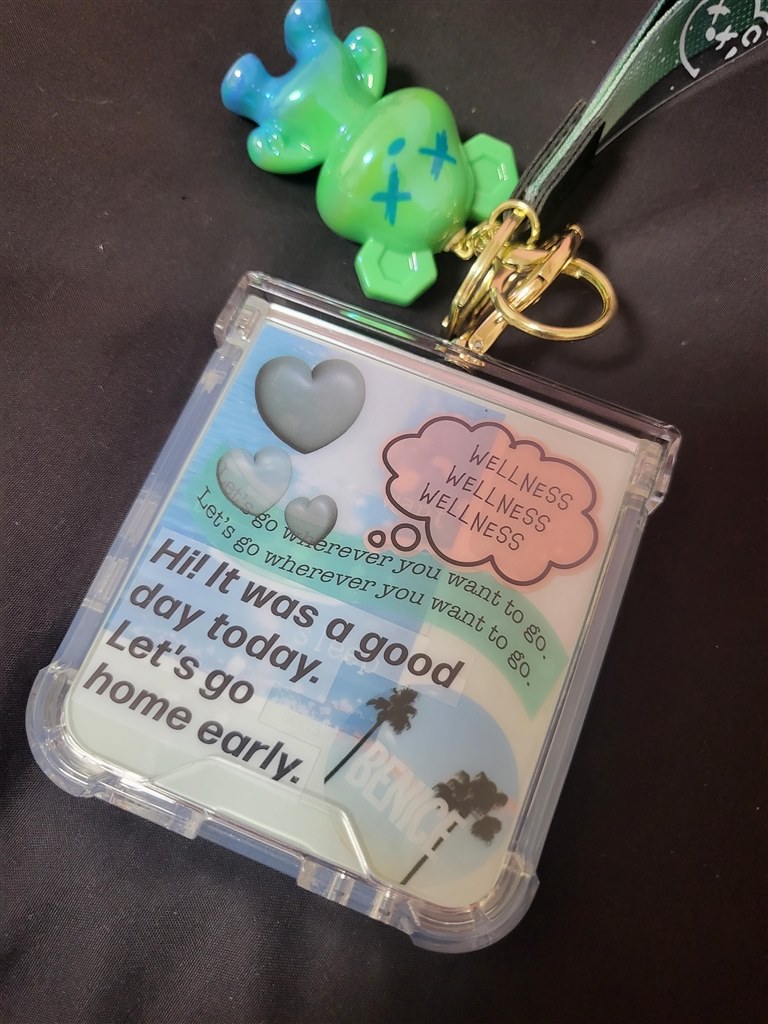 WELLNESS
WELLNESS
WELLNESS
Let's go wherever you want to go.
Let's go wherever you want to go.
Hi! It was a good
day today.
Let's go
home early.
BENICE